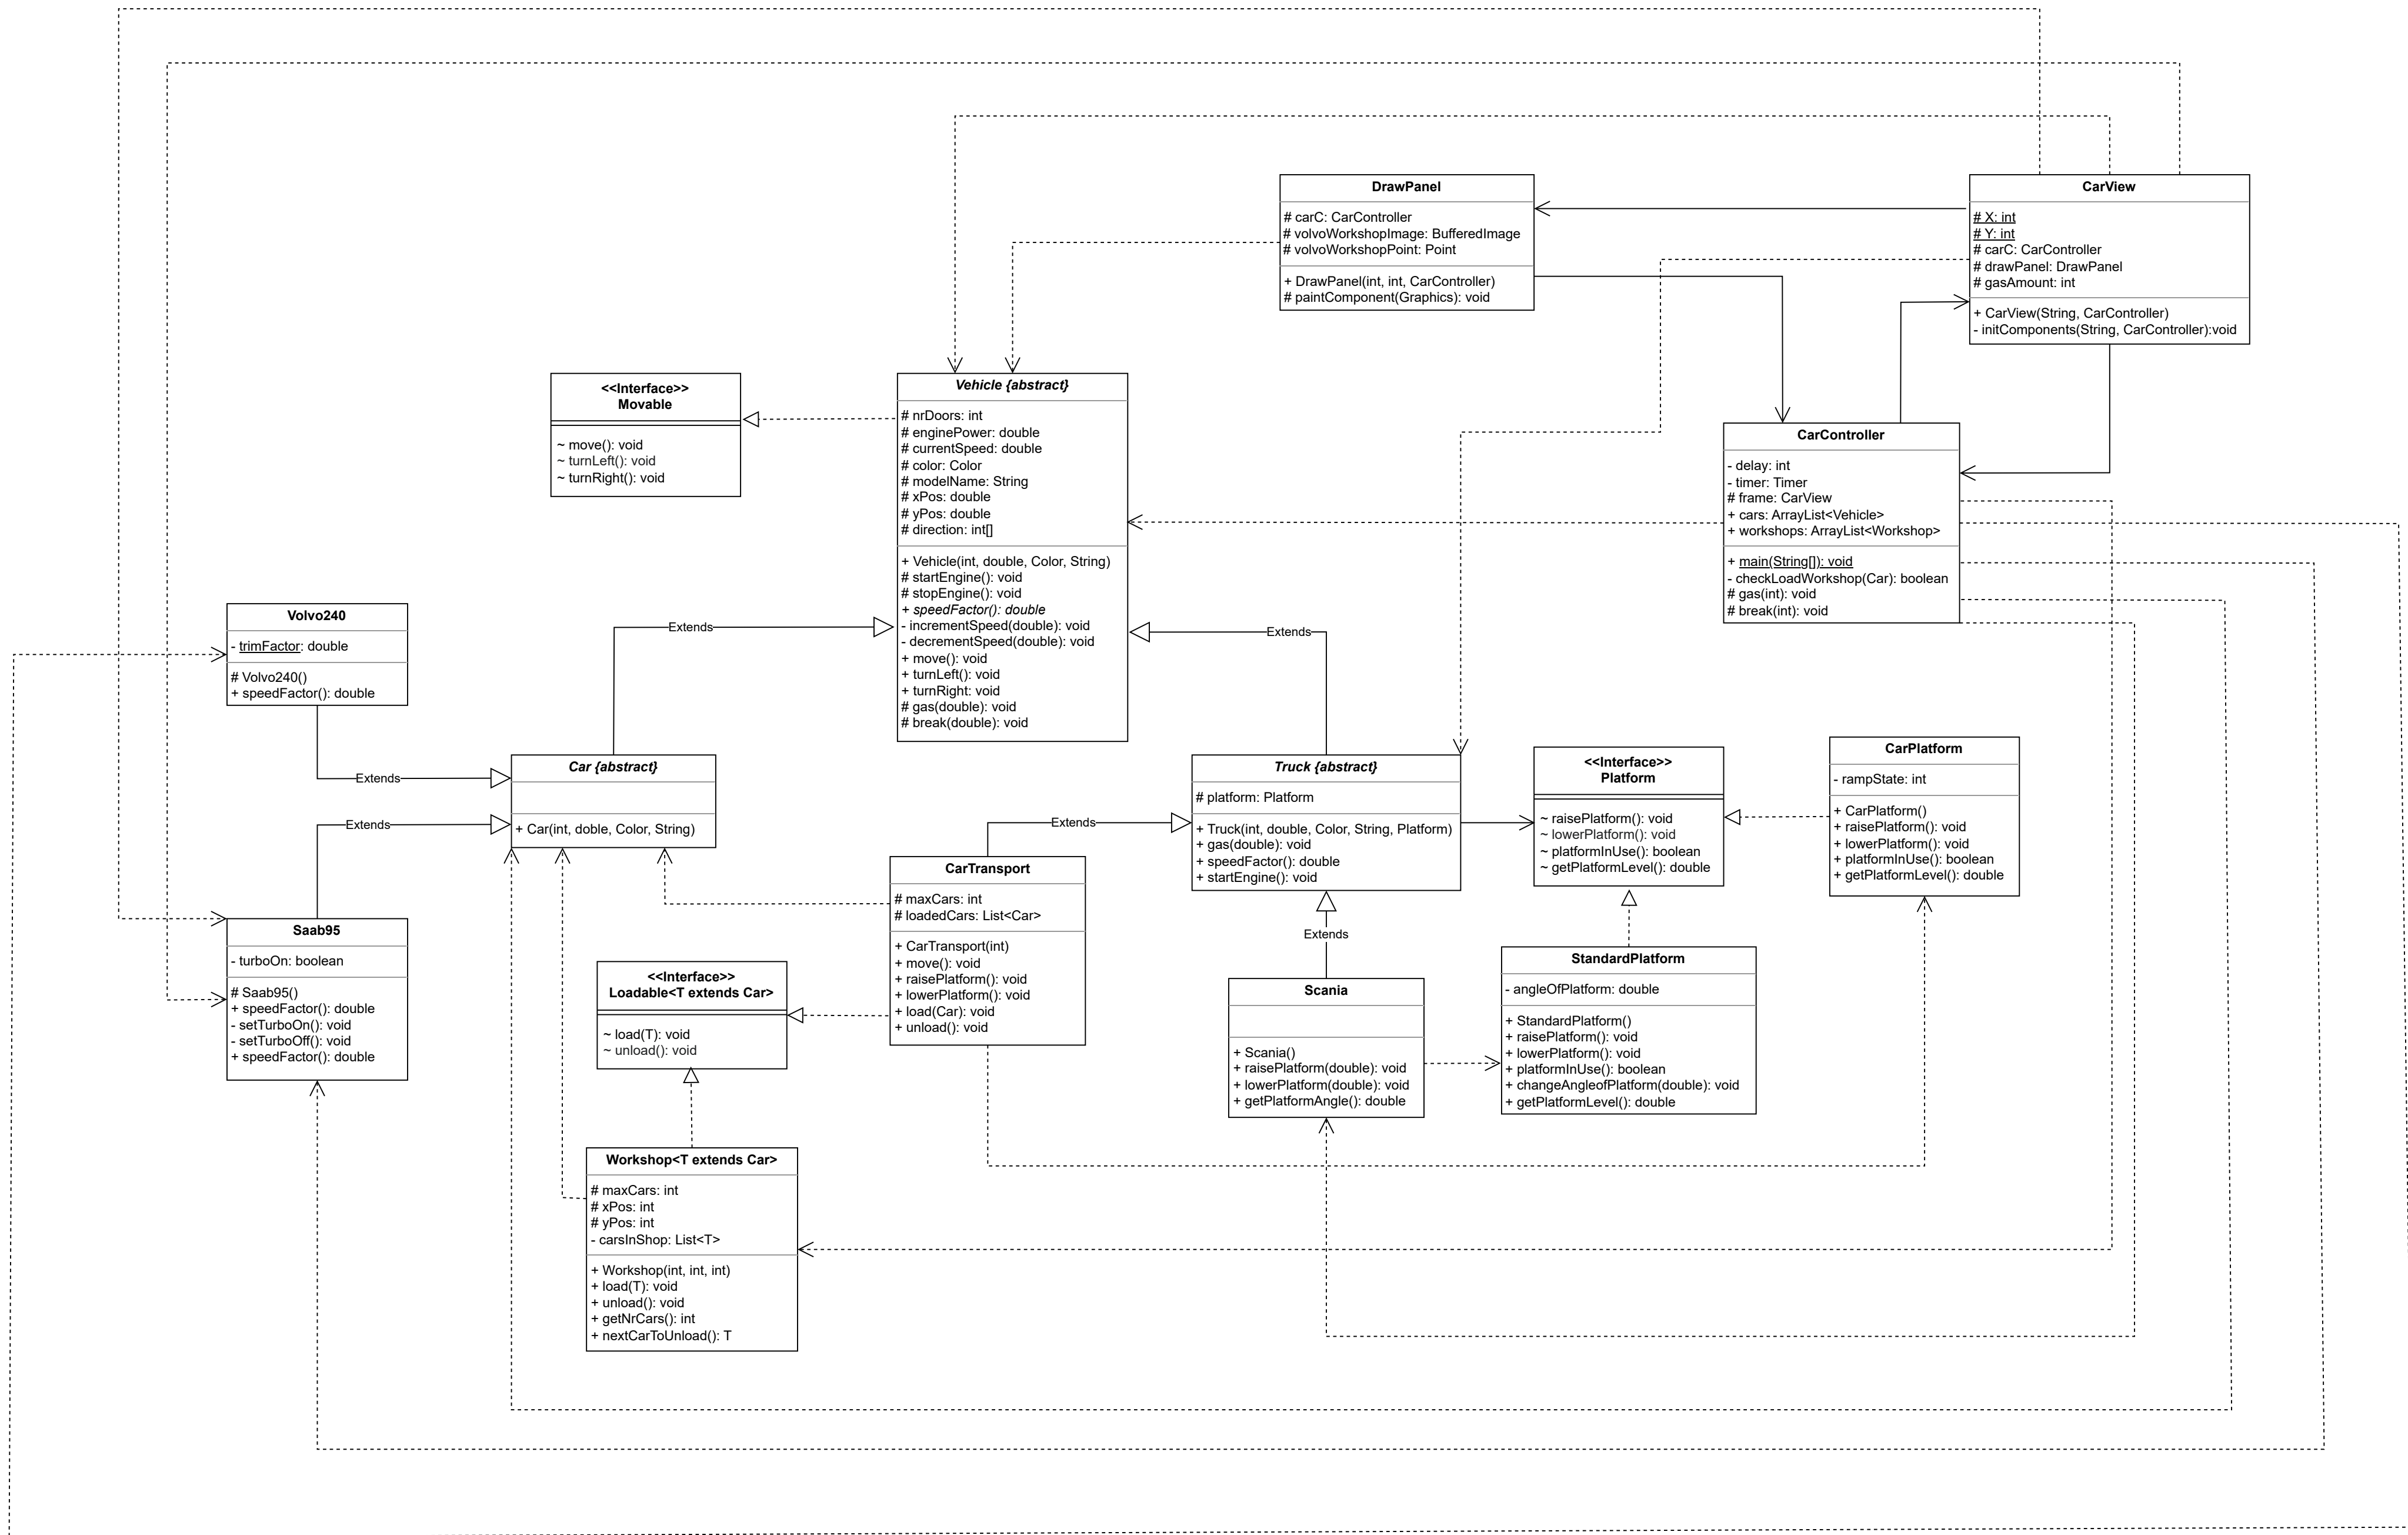 DrawPanel
# carC: CarController
# volvoWorkshopImage: BufferedImage
# volvoWorkshopPoint: Point
+ DrawPanel(int, int, CarController)
# paintComponent(Graphics): void
CarView
# X: int
# Y: int
# carC: CarController
# drawPanel: DrawPanel
# gasAmount: int
+ CarView(String, CarController)
- initComponents(String, CarController):void
<<Interface>>
Movable
~ move(): void
~ turnLeft(): void
~ turnRight(): void
Vehicle {abstract}
# nrDoors: int
# enginePower: double
# currentSpeed: double
# color: Color
# modelName: String
# xPos: double
# yPos: double
# direction: int[]
+ Vehicle(int, double, Color, String)
# startEngine(): void
# stopEngine(): void
+ speedFactor(): double
- incrementSpeed(double): void
- decrementSpeed(double): void
+ move(): void
+ turnLeft(): void
+ turnRight: void
# gas(double): void
# break(double): void
CarController
- delay: int
- timer: Timer
# frame: CarView
+ cars: ArrayList<Vehicle>
+ workshops: ArrayList<Workshop>
+ main(String[]): void
- checkLoadWorkshop(Car): boolean
# gas(int): void
# break(int): void
Volvo240
- trimFactor: double
# Volvo240()
+ speedFactor(): double
Extends
Extends
Extends
Extends
Car {abstract}
+ Car(int, doble, Color, String)
Extends
Truck {abstract}
# platform: Platform
+ Truck(int, double, Color, String, Platform)
+ gas(double): void
+ speedFactor(): double
+ startEngine(): void
<<Interface>>
Platform
~ raisePlatform(): void
~ lowerPlatform(): void
~ platformInUse(): boolean
~ getPlatformLevel(): double
CarPlatform
- rampState: int
+ CarPlatform()
+ raisePlatform(): void
+ lowerPlatform(): void
+ platformInUse(): boolean
+ getPlatformLevel(): double
Saab95
- turboOn: boolean
# Saab95()
+ speedFactor(): double
- setTurboOn(): void
- setTurboOff(): void
+ speedFactor(): double
CarTransport
# maxCars: int
# loadedCars: List<Car>
+ CarTransport(int)
+ move(): void
+ raisePlatform(): void
+ lowerPlatform(): void
+ load(Car): void
+ unload(): void
Extends
<<Interface>>
Loadable<T extends Car>
~ load(T): void
~ unload(): void
Scania
+ Scania()
+ raisePlatform(double): void
+ lowerPlatform(double): void
+ getPlatformAngle(): double
StandardPlatform
- angleOfPlatform: double
+ StandardPlatform()
+ raisePlatform(): void
+ lowerPlatform(): void
+ platformInUse(): boolean
+ changeAngleofPlatform(double): void
+ getPlatformLevel(): double
Workshop<T extends Car>
# maxCars: int
# xPos: int
# yPos: int
- carsInShop: List<T>
+ Workshop(int, int, int)
+ load(T): void
+ unload(): void
+ getNrCars(): int
+ nextCarToUnload(): T